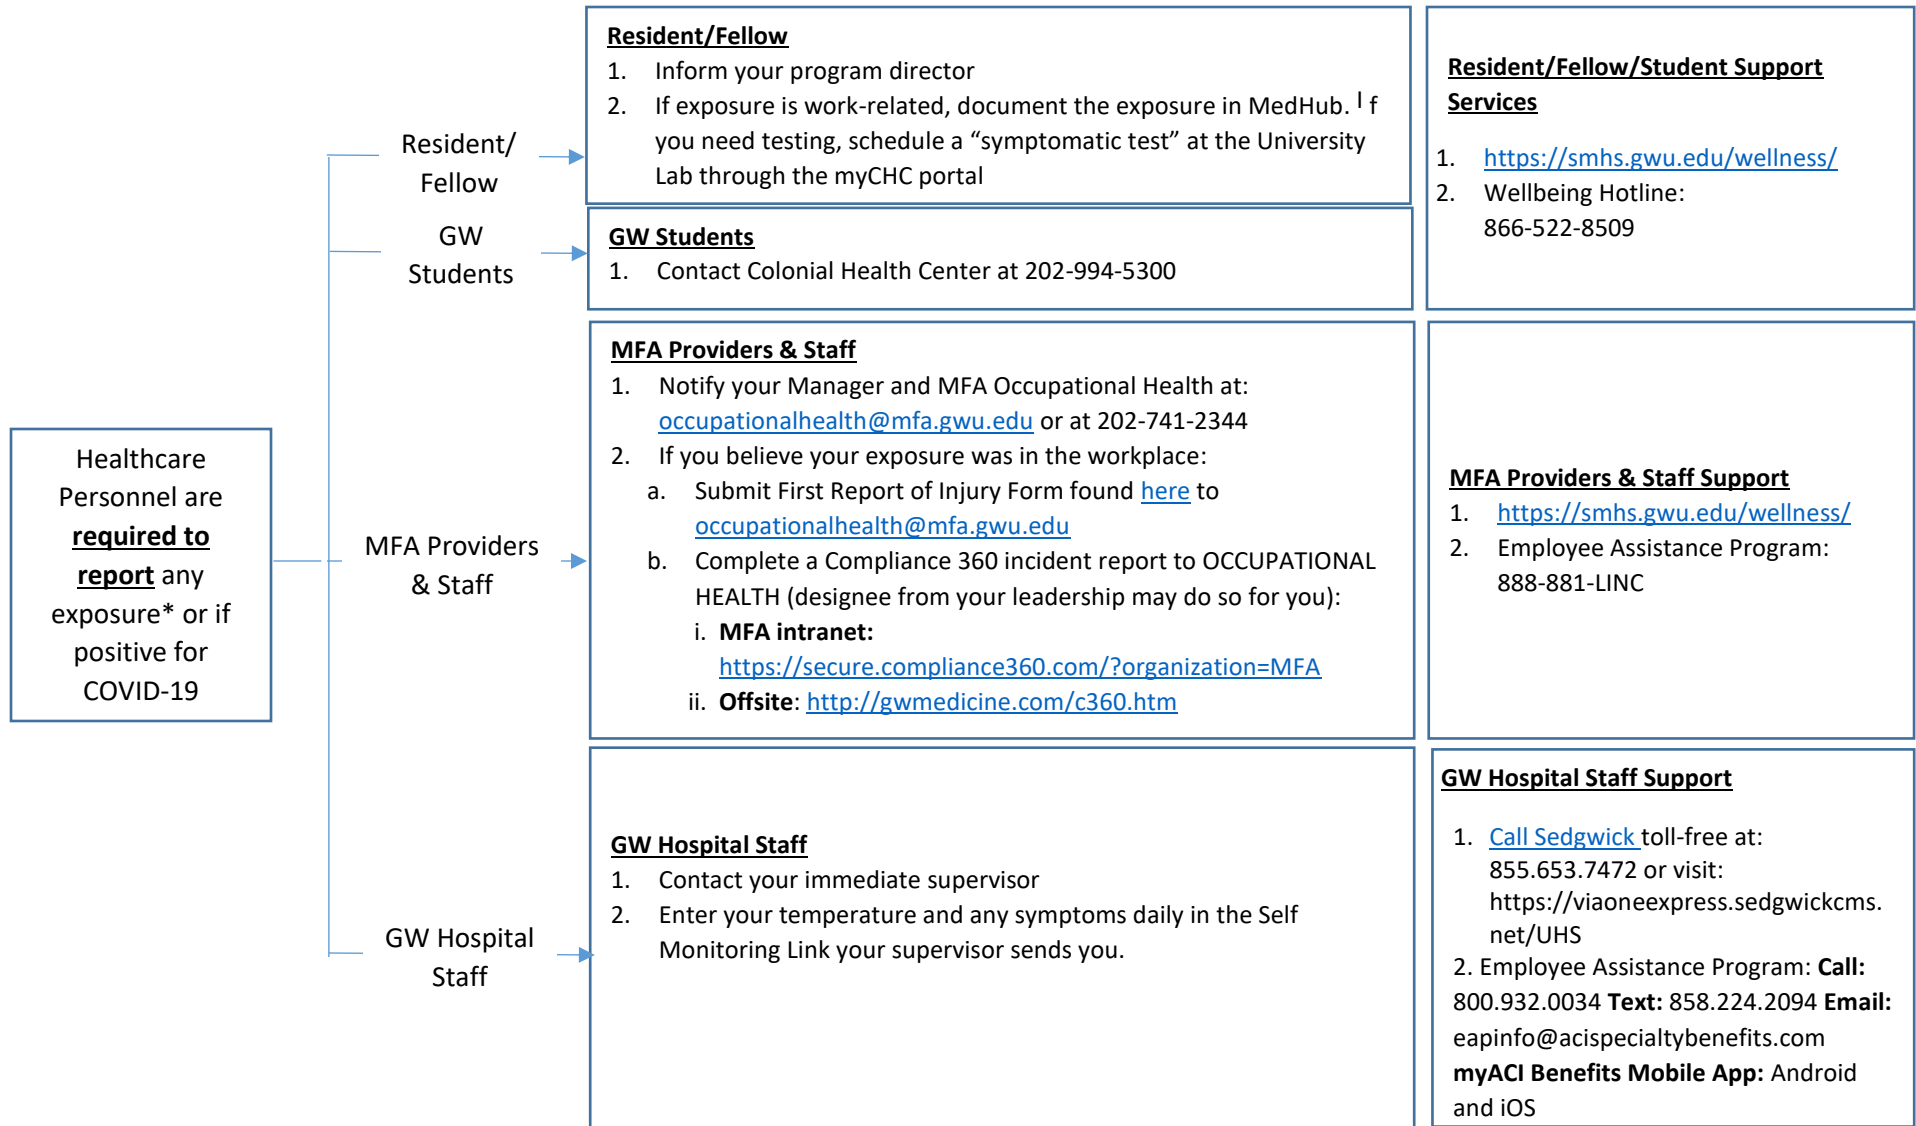 Healthcare
Personnel are
required to
report any
exposure* or if
positive for
COVID-19
Resident/
Fellow
GW
Students
MFA Providers
& Staff
GW Hospital
Staff
Resident/Fellow
1. Inform your program director
2. If exposure is work-related, document the exposure in MedHub. I f
you need testing, schedule a “symptomatic test” at the University
Lab through the myCHC portal
GW Students
1. Contact Colonial Health Center at 202-994-5300
MFA Providers & Staff
1. Notify your Manager and MFA Occupational Health at:
occupationalhealth@mfa.gwu.edu or at 202-741-2344
2. If you believe your exposure was in the workplace:
a. Submit First Report of Injury Form found here to
occupationalhealth@mfa.gwu.edu
b. Complete a Compliance 360 incident report to OCCUPATIONAL
HEALTH (designee from your leadership may do so for you):
i. MFA intranet:
https://secure.compliance360.com/?organization=MFA
ii. Offsite: http://gwmedicine.com/c360.htm
GW Hospital Staff
1. Contact your immediate supervisor
2. Enter your temperature and any symptoms daily in the Self
Monitoring Link your supervisor sends you.
Resident/Fellow/Student Support
Services
1. https://smhs.gwu.edu/wellness/
2. Wellbeing Hotline:
866-522-8509
MFA Providers & Staff Support
1. https://smhs.gwu.edu/wellness/
2. Employee Assistance Program:
888-881-LINC
GW Hospital Staff Support
1. Call Sedgwick toll-free at:
855.653.7472 or visit:
https://viaoneexpress.sedgwickcms.
net/UHS
2. Employee Assistance Program: Call:
800.932.0034 Text: 858.224.2094 Email:
eapinfo@acispecialtybenefits.com
myACI Benefits Mobile App: Android
and iOS